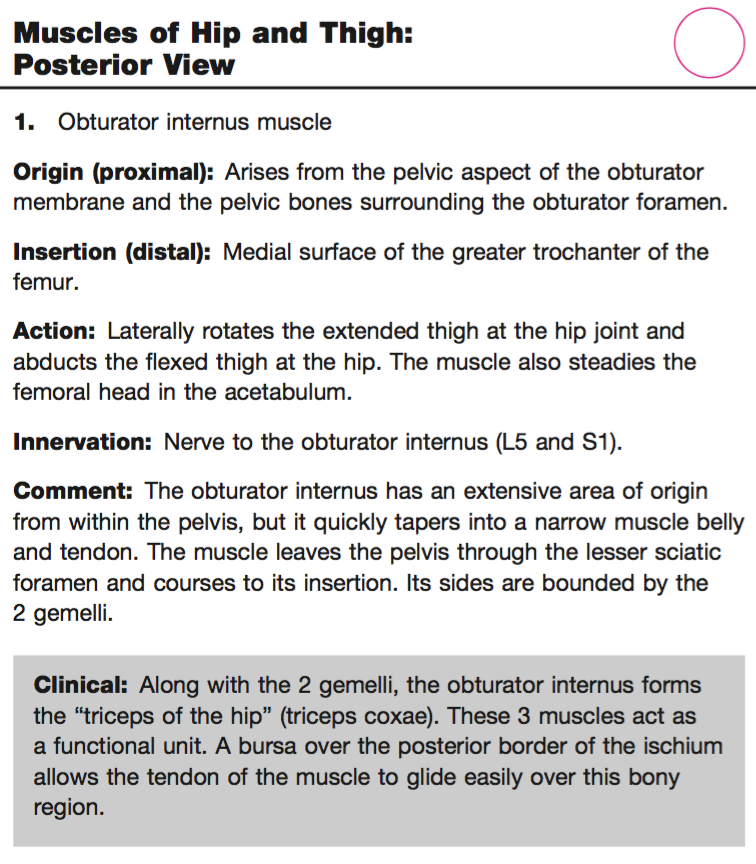 Muscles of Hip and Thigh:
Posterior View
1. Obturator internus muscle
Origin (proximal): Arises from the pelvic aspect of the obturator
membrane and the pelvic bones surrounding the obturator foramen.
Insertion (distal): Medial surface of the greater trochanter of the
femur.
Action: Laterally rotates the extended thigh at the hip joint and
abducts the flexed thigh at the hip. The muscle also steadies the
femoral head in the acetabulum.
Innervation: Nerve to the obturator internus (L5 and S1).
Comment: The obturator internus has an extensive area of origin
from within the pelvis, but it quickly tapers into a narrow muscle belly
and tendon. The muscle leaves the pelvis through the lesser sciatic
foramen and courses to its insertion. Its sides are bounded by the
2 gemelli.
Clinical: Along with the 2 gemelli, the obturator internus forms
the “triceps of the hip” (triceps coxae). These 3 muscles act as
a functional unit. A bursa over the posterior border of the ischium
allows the tendon of the muscle to glide easily over this bony
region.